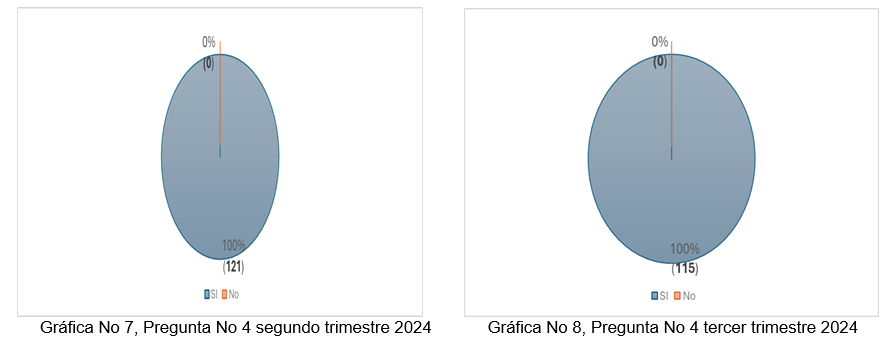 0%
(0)
100%
(121)
SI No
Gráfica No 7, Pregunta No 4 segundo trimestre 2024
0%
(0)
100%
(115)
SI No
Gráfica No 8, Pregunta No 4 tercer trimestre 2024